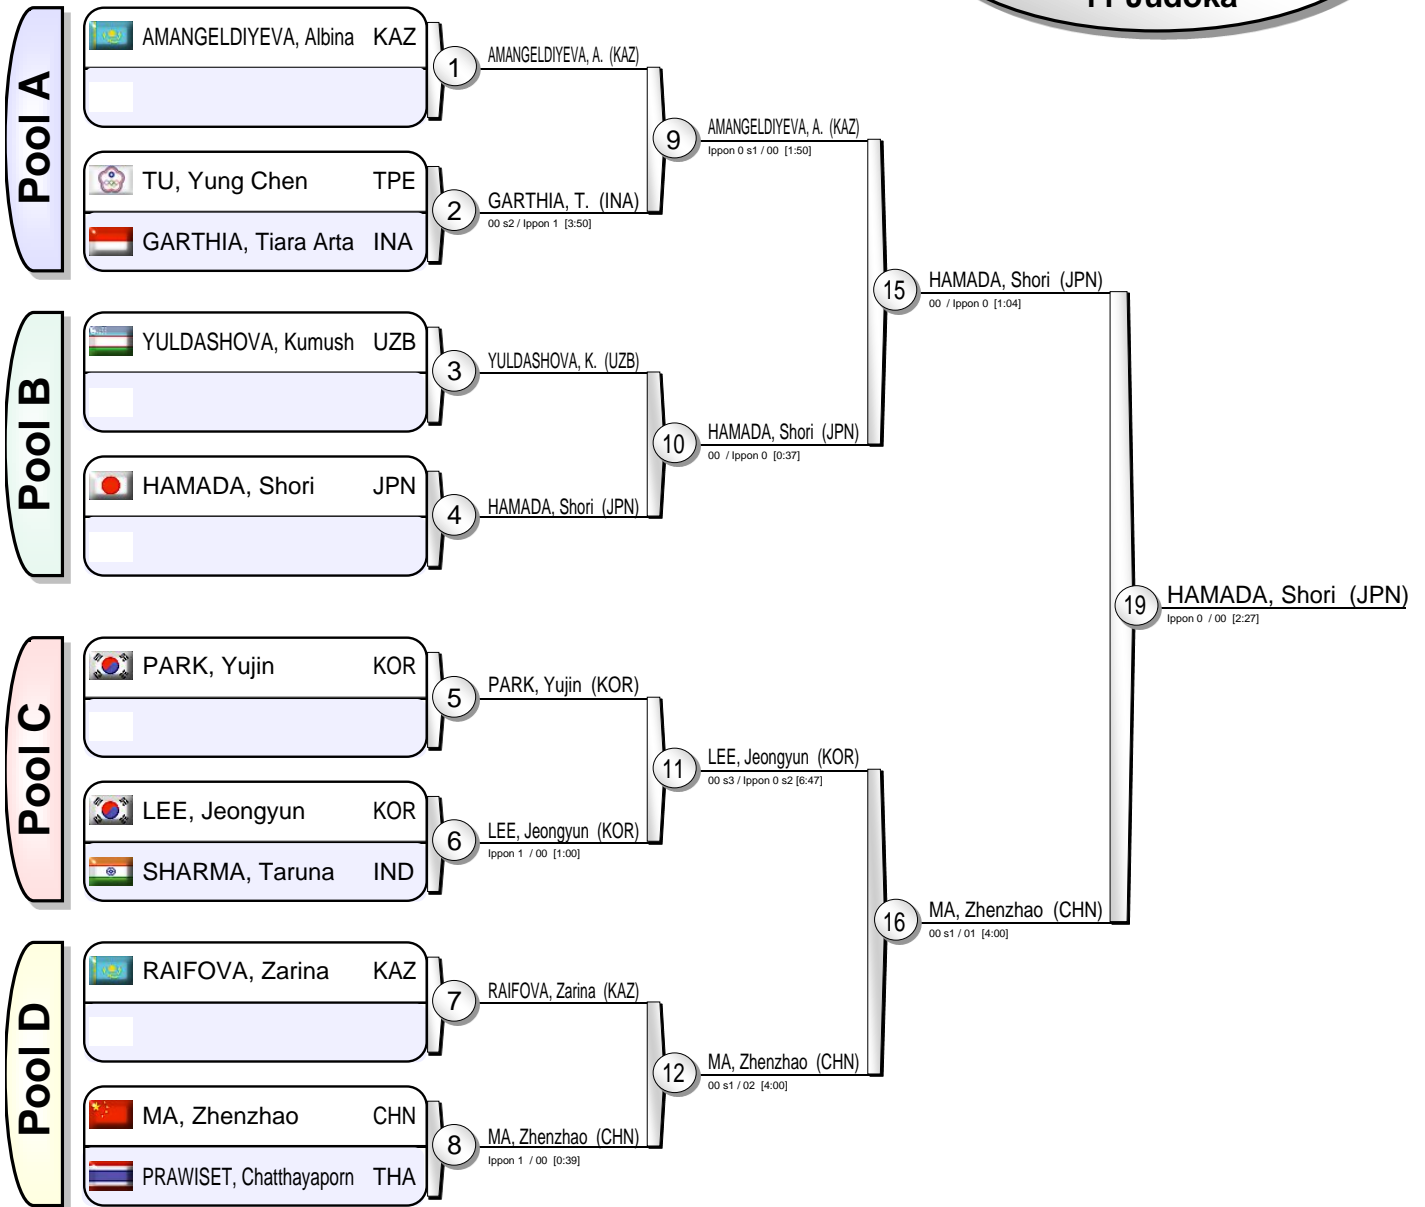 11 Judoka
Pool A
AMANGELDIYEVA, Albina KAZ
1
AMANGELDIYEVA, A. (KAZ)
TU, Yung Chen TPE
GARTHIA, Tiara Arta INA
2
GARTHIA, T. (INA)
00 s2 / Ippon 1 [3:50]
9
AMANGELDIYEVA, A. (KAZ)
Ippon 0 s1 / 00 [1:50]
Pool B
YULDASHOVA, Kumush UZB
3
YULDASHOVA, K. (UZB)
HAMADA, Shori JPN
4
HAMADA, Shori (JPN)
10
HAMADA, Shori (JPN)
00 / Ippon 0 [0:37]
15
HAMADA, Shori (JPN)
00 / Ippon 0 [1:04]
Pool C
PARK, Yujin KOR
5
PARK, Yujin (KOR)
LEE, Jeongyun KOR
SHARMA, Taruna IND
6
LEE, Jeongyun (KOR)
Ippon 1 / 00 [1:00]
11
LEE, Jeongyun (KOR)
00 s3 / Ippon 0 s2 [6:47]
Pool D
RAIFOVA, Zarina KAZ
7
RAIFOVA, Zarina (KAZ)
MA, Zhenzhao CHN
PRAWISET, Chatthayaporn THA
8
MA, Zhenzhao (CHN)
Ippon 1 / 00 [0:39]
12
MA, Zhenzhao (CHN)
00 s1 / 02 [4:00]
16
MA, Zhenzhao (CHN)
00 s1 / 01 [4:00]
19
HAMADA, Shori (JPN)
Ippon 0 / 00 [2:27]